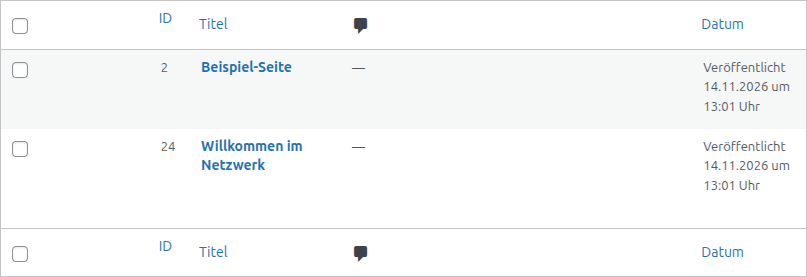 ID Titel Datum
2 Beispiel-Seite — Veröffentlicht
14.11.2026 um
13:01 Uhr
24 Willkommen im — Veröffentlicht
Netzwerk 14.11.2026 um
13:01 Uhr
ID Titel Datum